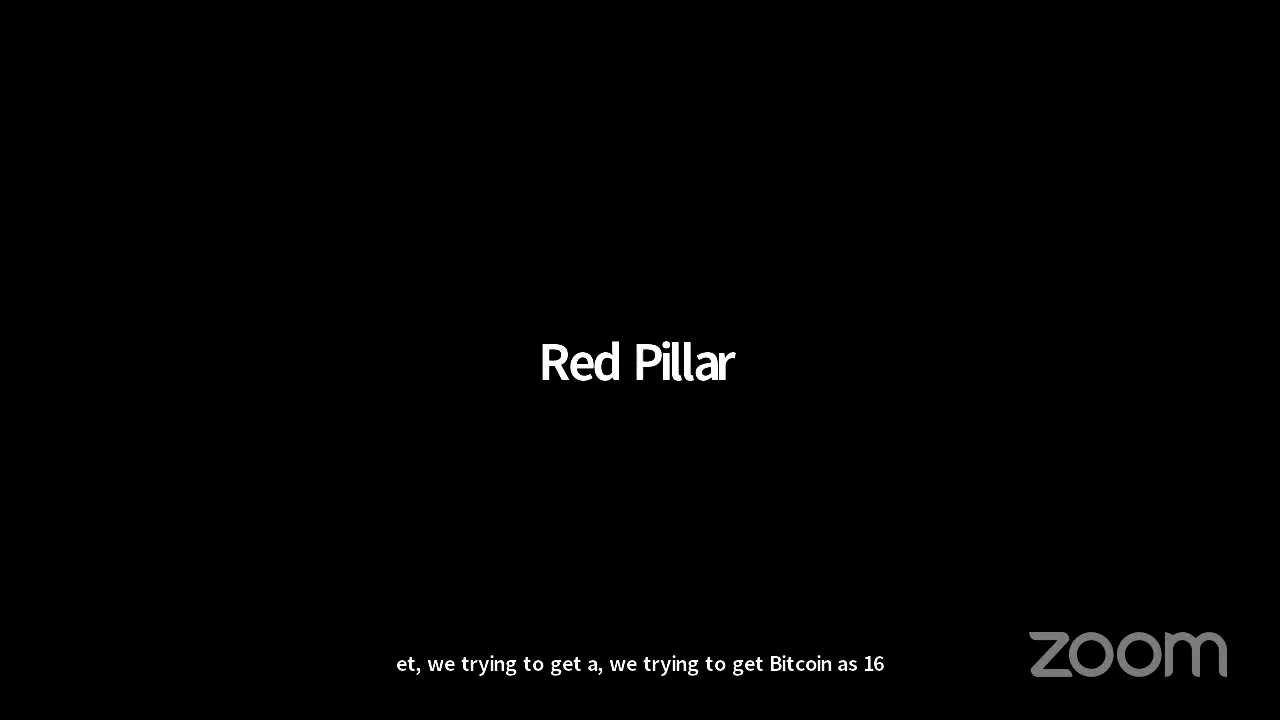 Red Pillar
et, we trying to get a, we trying to get Bitcoin as 16
zoom